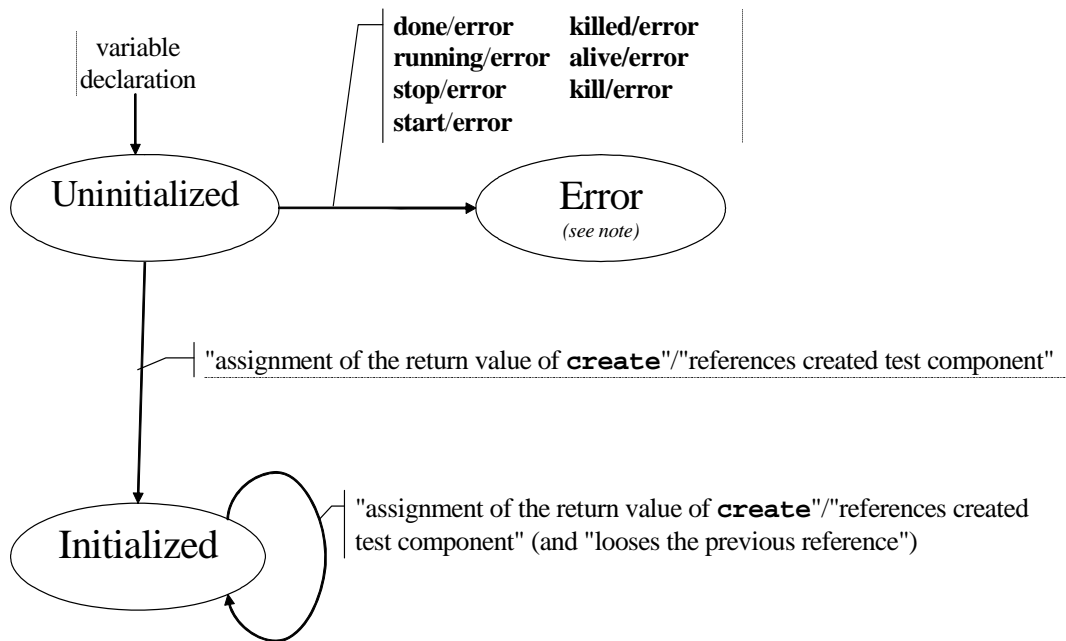 variable
declaration
done/error killed/error
running/error alive/error
stop/error kill/error
start/error
Uninitialized
Error
(see note)
"assignment of the return value of create"/"references created test component"
Initialized
"assignment of the return value of create"/"references created
test component" (and "looses the previous reference")